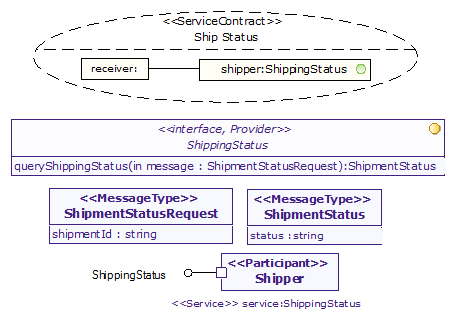 <<ServiceContract>>
Ship Status
receiver:
shipper:ShippingStatus
<<interface, Provider>>
ShippingStatus
queryShippingStatus(in message : ShipmentStatusRequest):ShipmentStatus
<<MessageType>>
ShipmentStatusRequest
shipmentId : string
<<MessageType>>
ShipmentStatus
status :string
ShippingStatus
<<Participant>>
Shipper
<<Service>> service:ShippingStatus